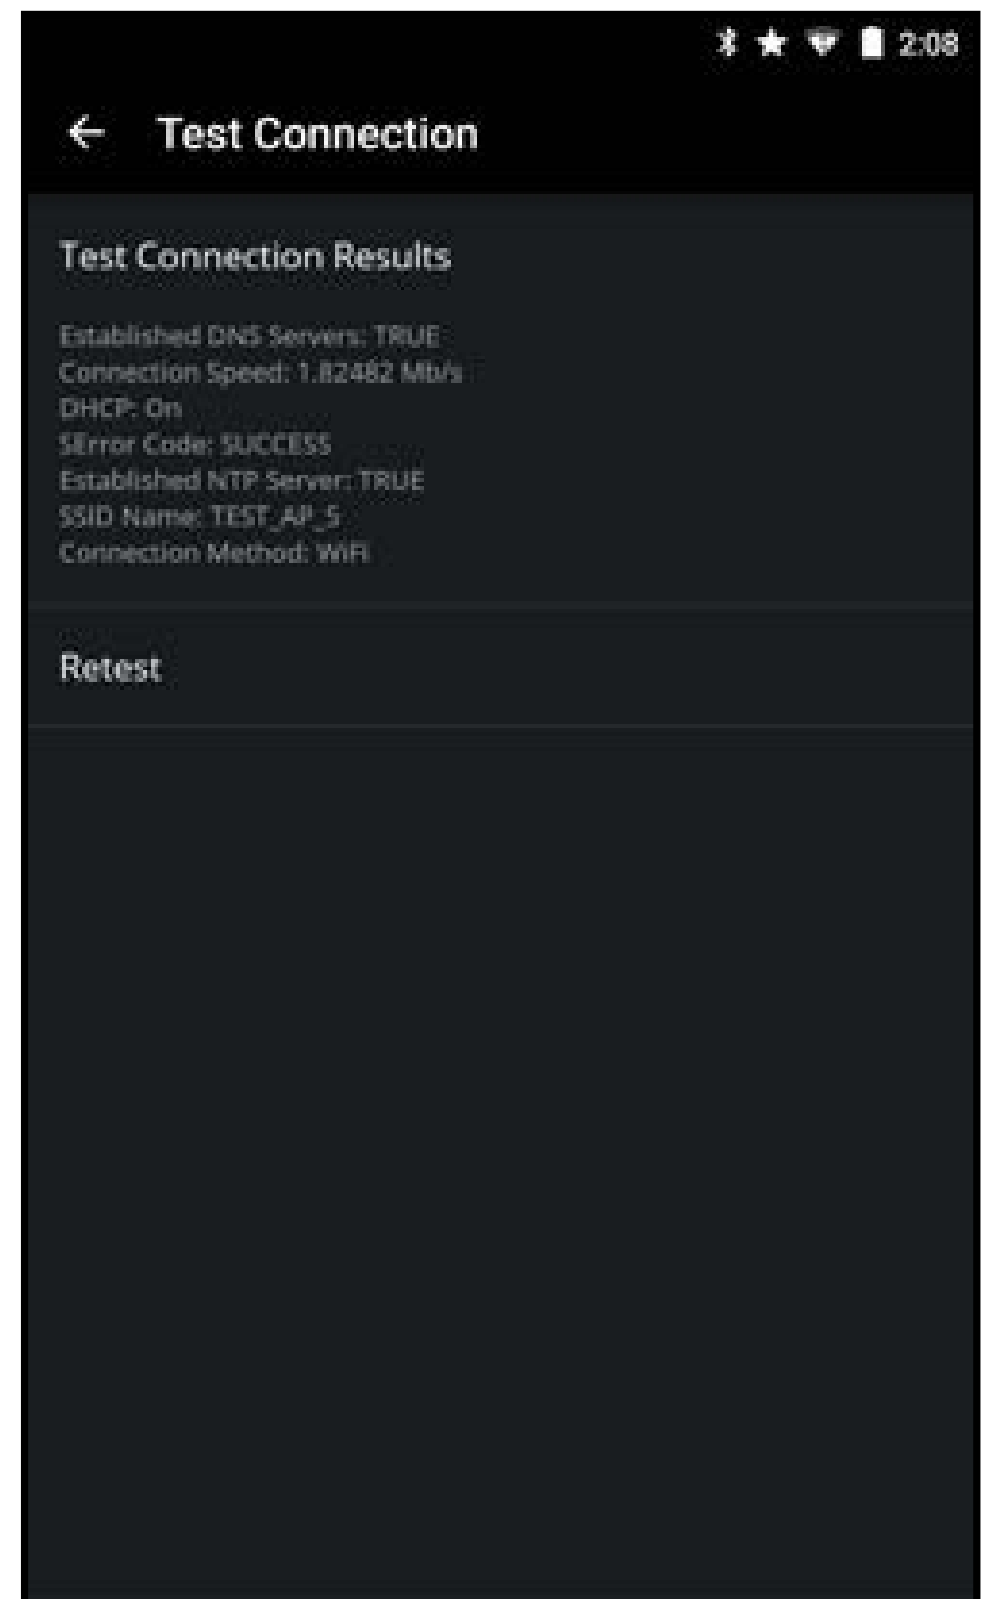 2:08
Test Connection
Test Connection Results
Established DNS Servers: TRUE
Connection Speed: 1.82482 Mb/s
DHCP: On
SError Code: SUCCESS
Established NTP Server: TRUE
SSID Name: TEST_AP_5
Connection Method: WiFi
Retest